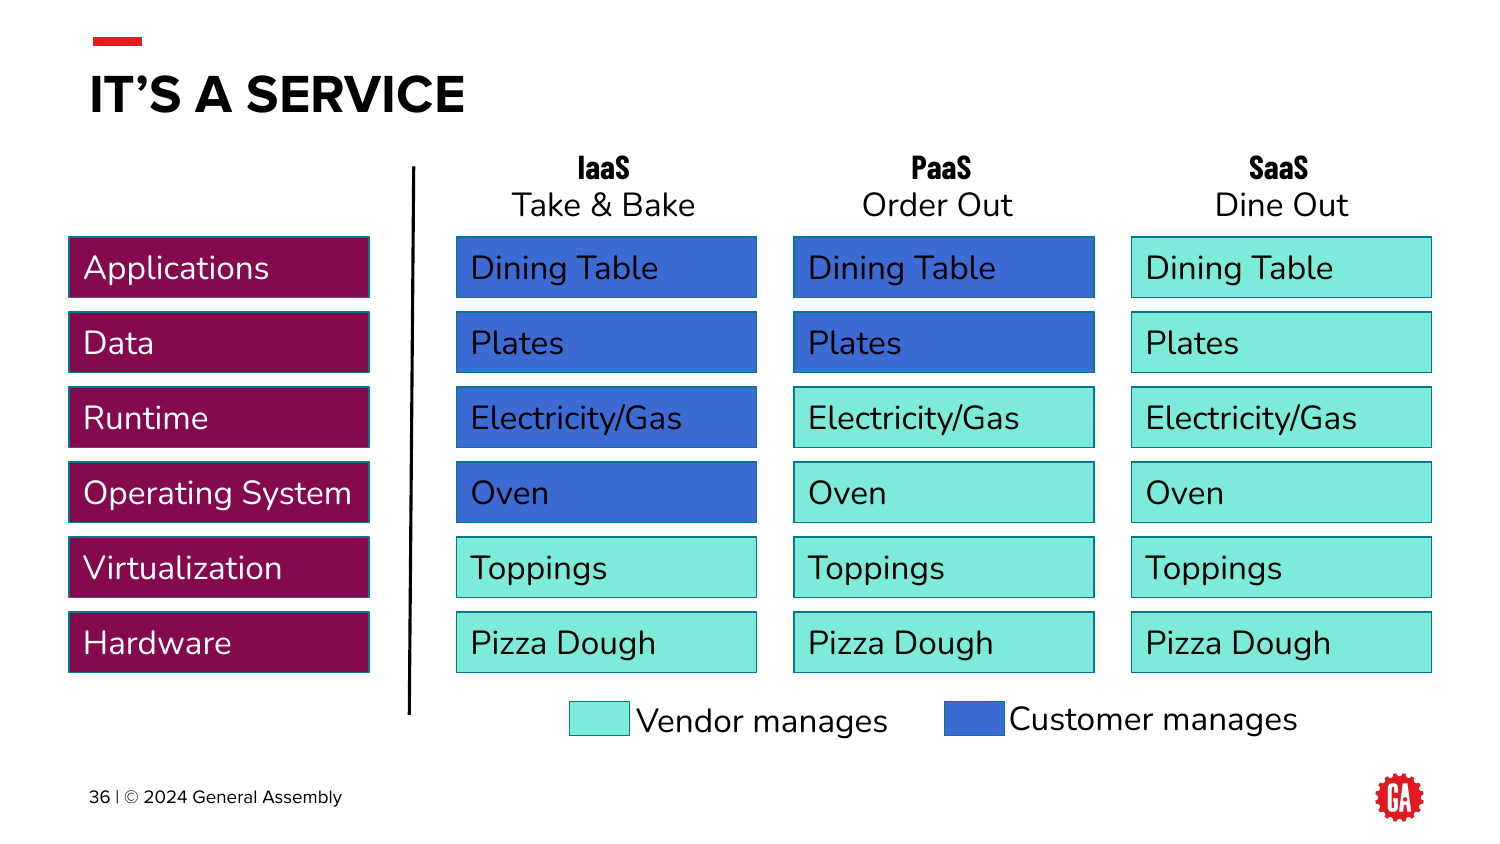 IT’S A SERVICE
IaaS PaaS SaaS
Take & Bake Order Out Dine Out
Applications Dining Table Dining Table Dining Table
Data Plates Plates Plates
Runtime Electricity/Gas Electricity/Gas Electricity/Gas
Operating System Oven Oven Oven
Virtualization Toppings Toppings Toppings
Hardware Pizza Dough Pizza Dough Pizza Dough
Vendor manages Customer manages
36 | © 2024 General Assembly
GA